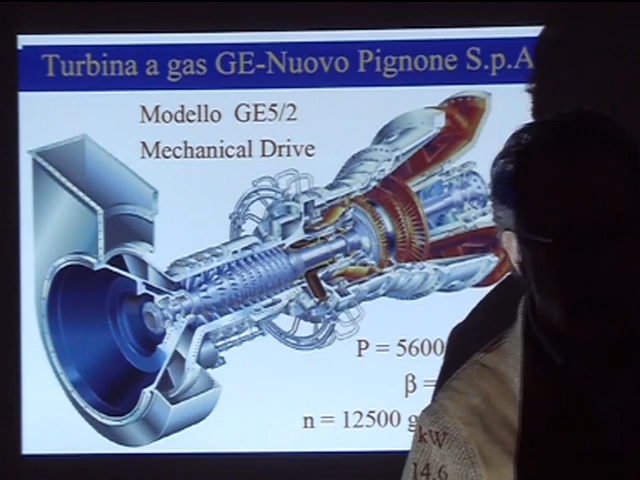 Turbina a gas GE-Nuovo Pignone S.p.A
Modello GE5/2
Mechanical Drive
P = 5600
kW
β =
14.6
n = 12500 g